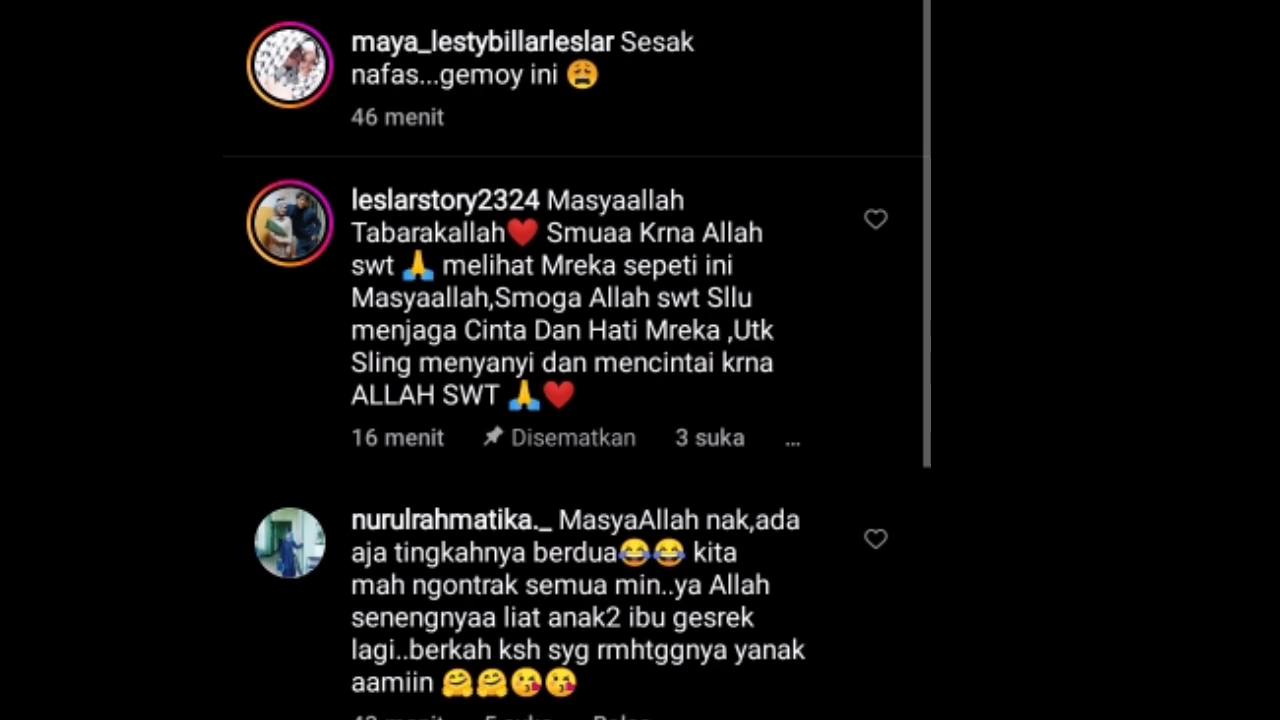 maya_lestybillarleslar Sesak
nafas...gemoy ini 😩
46 menit
leslarstory2324 Masyaallah
Tabarakallah❤️ Smuaa Krna Allah
swt 🙏 melihat Mreka sepeti ini
Masyaallah,Smoga Allah swt Sllu
menjaga Cinta Dan Hati Mreka ,Utk
Sling menyanyi dan mencintai krna
ALLAH SWT 🙏❤️
16 menit Disematkan 3 suka ...
nurulrahmatika._ MasyaAllah nak,ada
aja tingkahnya berdua😂😂 kita
mah ngontrak semua min..ya Allah
senengnyaa liat anak2 ibu gesrek
lagi..berkah ksh syg rmhtggnya yanak
aamiin 🤗🤗😘😘